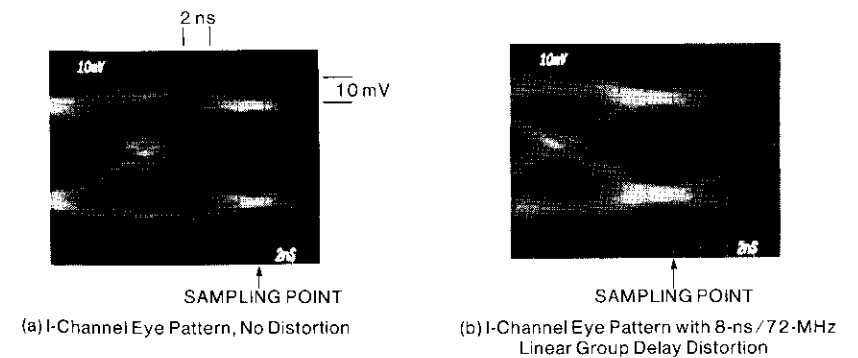 2 ns
10mV
10 mV
2nS
SAMPLING POINT
(a) I-Channel Eye Pattern, No Distortion
10mV
2nS
SAMPLING POINT
(b) I-Channel Eye Pattern with 8-ns/72-MHz
Linear Group Delay Distortion